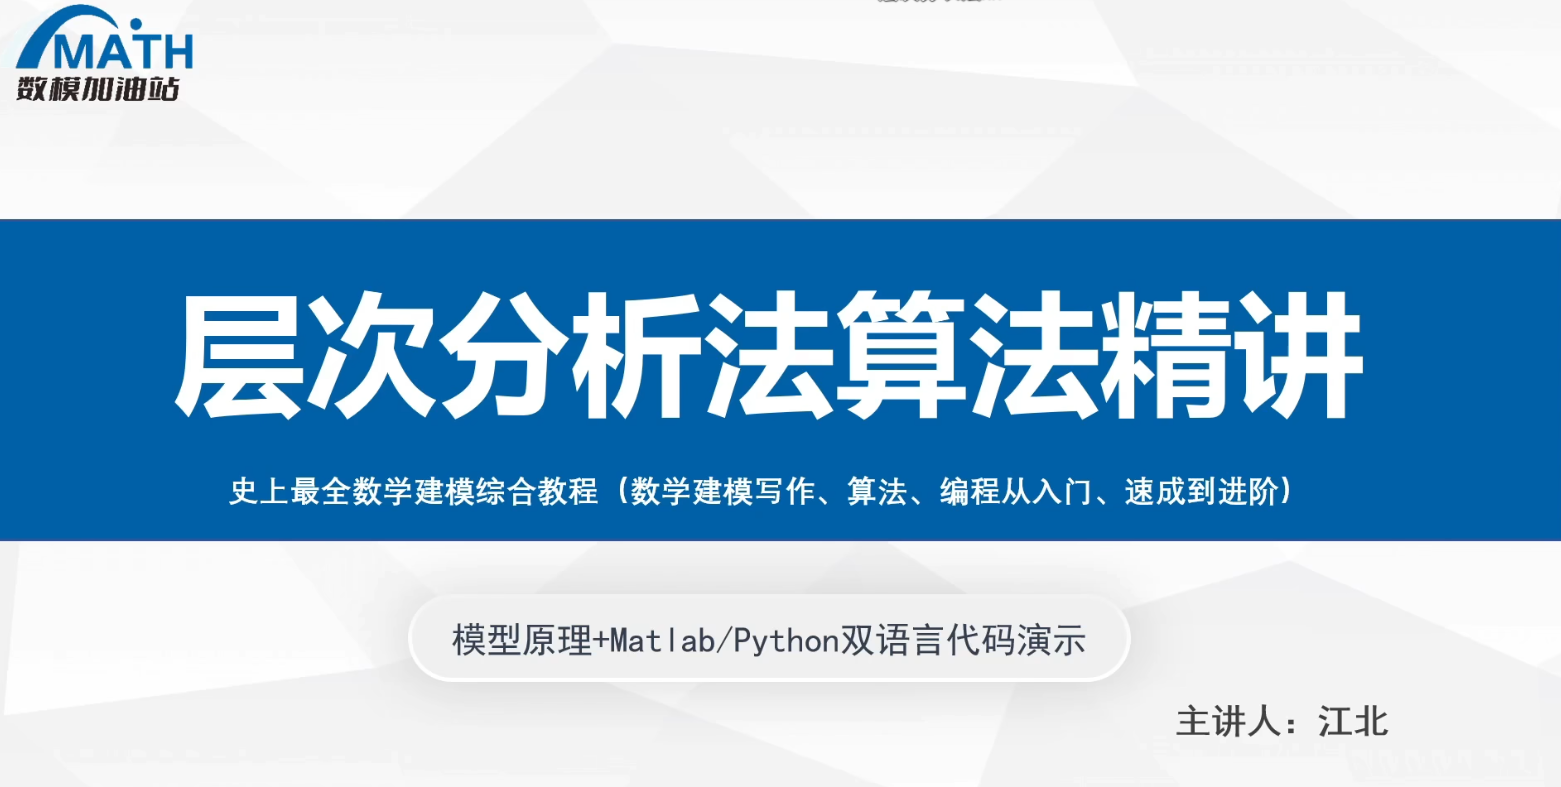 MATH
数模加油站
层次分析法算法精讲
史上最全数学建模综合教程（数学建模写作、算法、编程从入门、速成到进阶）
模型原理+Matlab/Python双语言代码演示
主讲人：江北